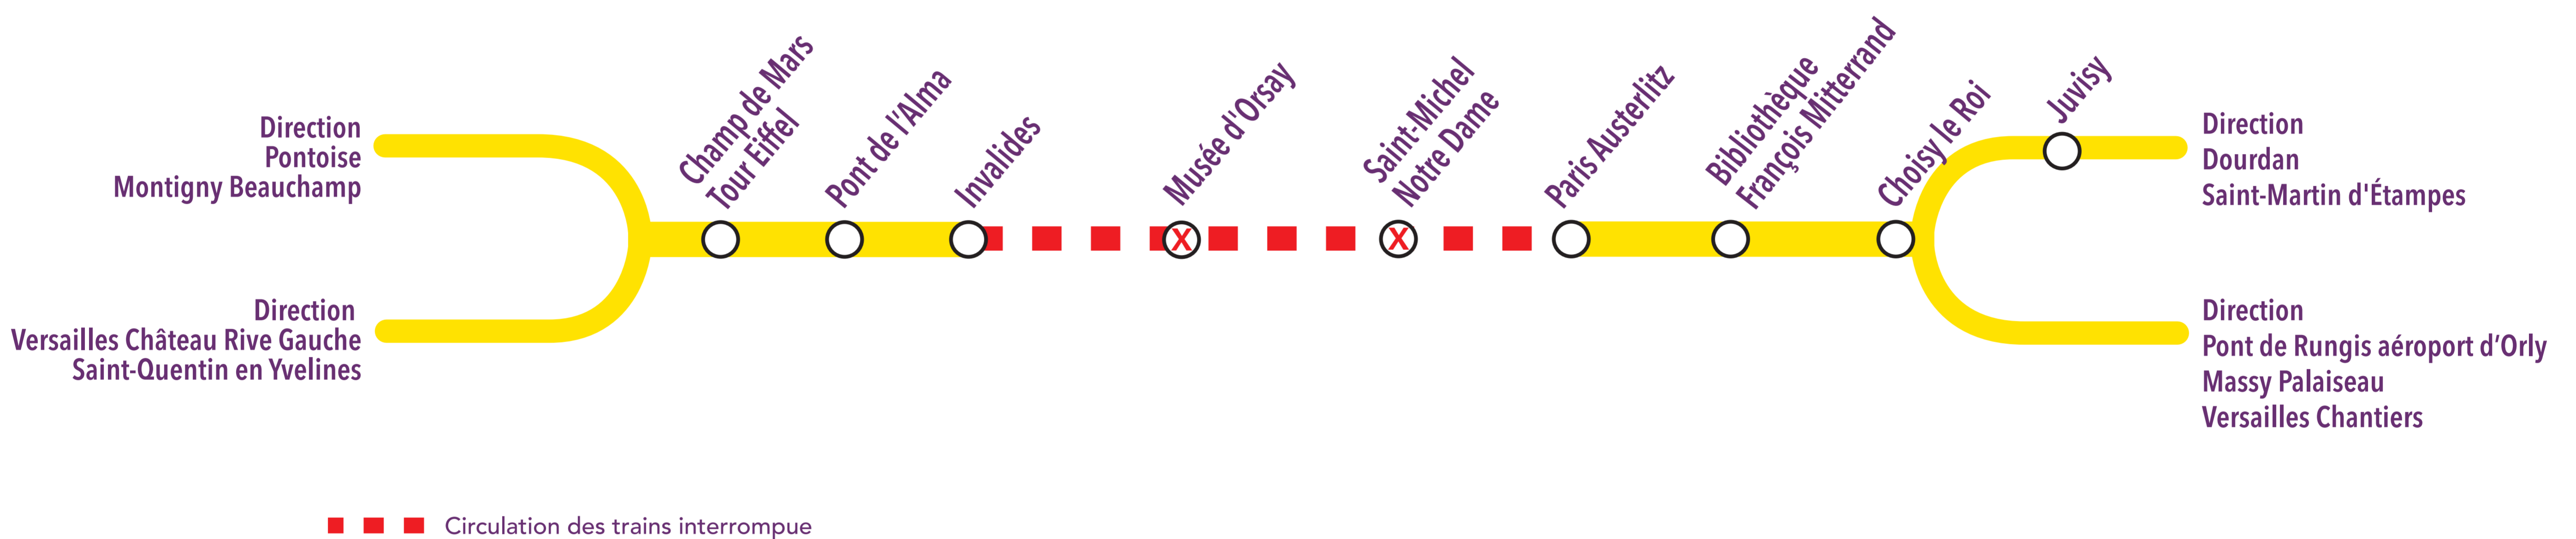 Direction
Pontoise
Montigny Beauchamp
Direction
Versailles Château Rive Gauche
Saint-Quentin en Yvelines
Champ de Mars
Tour Eiffel
Pont de l'Alma
Invalides
Musée d'Orsay
X
Saint-Michel
Notre Dame
X
Paris Austerlitz
Bibliothèque
François Mitterrand
Choisy le Roi
Juvisy
Direction
Dourdan
Saint-Martin d'Étampes
Direction
Pont de Rungis aéroport d’Orly
Massy Palaiseau
Versailles Chantiers
Circulation des trains interrompue